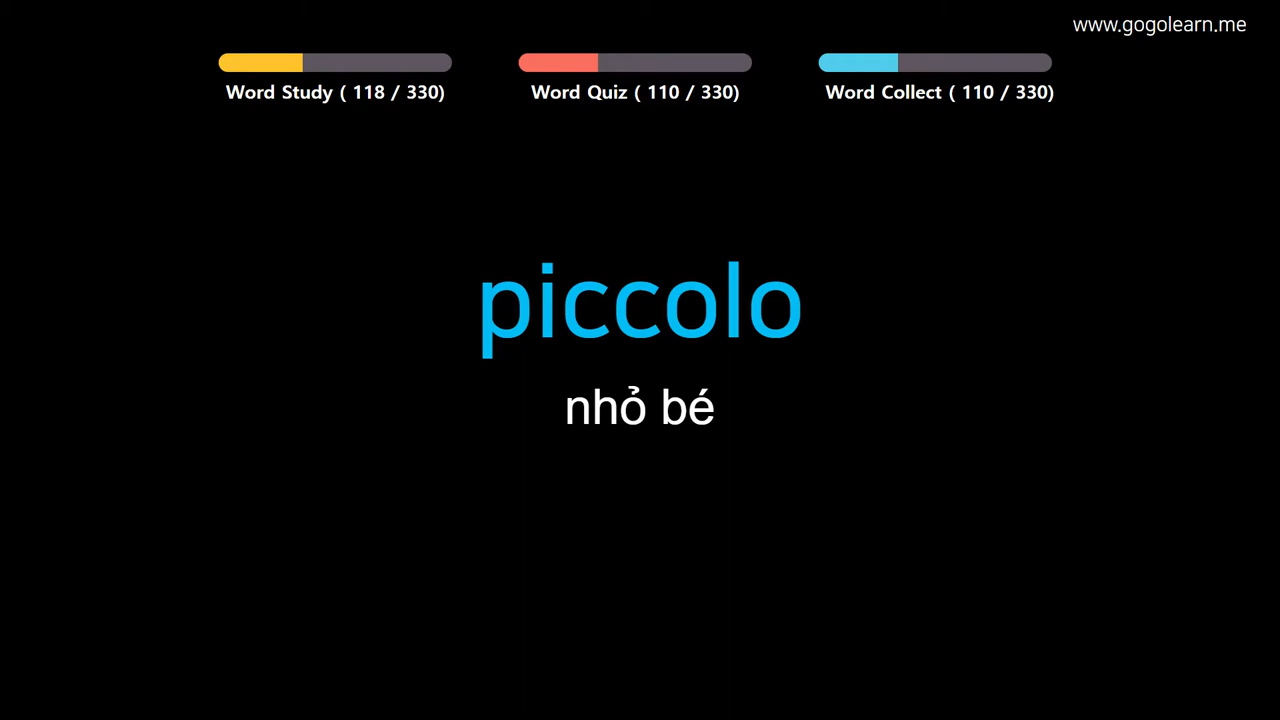 www.gogolearn.me
Word Study ( 118 / 330)
Word Quiz ( 110 / 330)
Word Collect ( 110 / 330)
piccolo
nhỏ bé